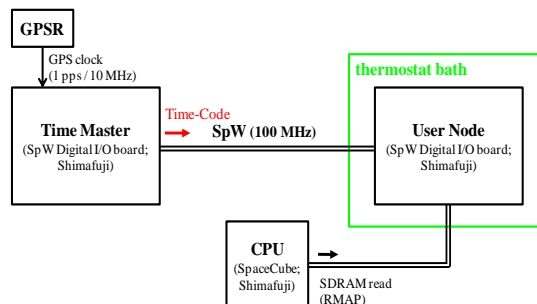 GPSR
GPS clock
(1 pps / 10 MHz)
thermostat bath
Time-Code
Time Master
(SpW Digital I/O board;
Shimafuji)
SpW (100 MHz)
User Node
(SpW Digital I/O board;
Shimafuji)
CPU
(SpaceCube;
Shimafuji)
SDRAM read
(RMAP)